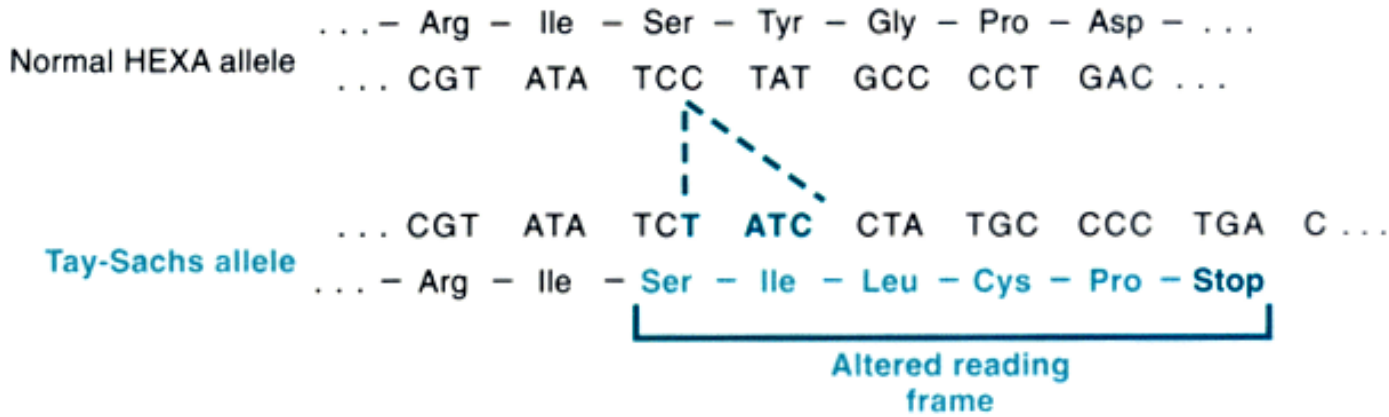 . . . – Arg – Ile – Ser – Tyr – Gly – Pro – Asp – . . .
Normal HEXA allele
. . . CGT ATA TCC TAT GCC CCT GAC . . .
. . . CGT ATA TCT ATC CTA TGC CCC TGA C . . .
Tay-Sachs allele
. . . – Arg – Ile – Ser – Ile – Leu – Cys – Pro – Stop
Altered reading
frame